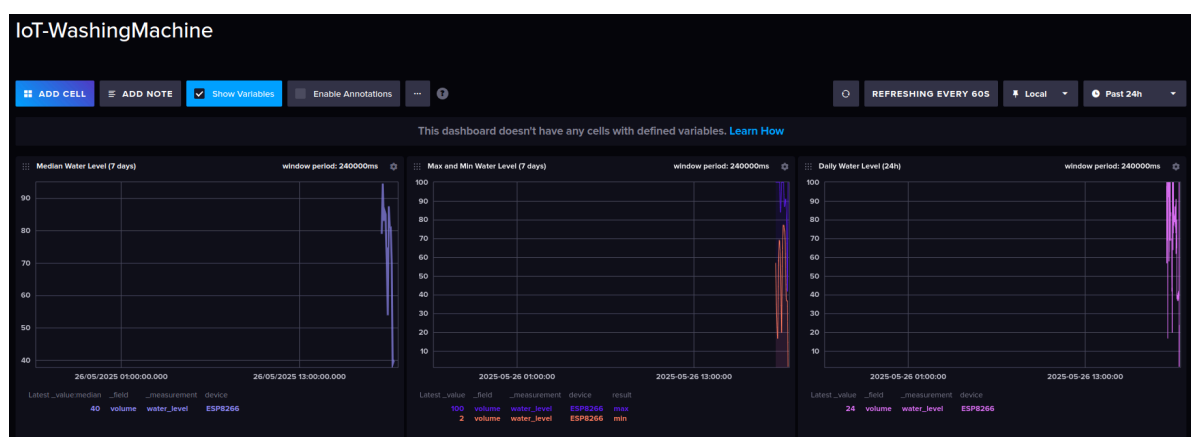 IoT-WashingMachine
ADD CELL ADD NOTE Show Variables Enable Annotations ... REFRESHING EVERY 60S Local Past 24h
This dashboard doesn't have any cells with defined variables. Learn How
Median Water Level (7 days) window period: 240000ms
90
80
70
60
50
40
26/05/2025 01:00:00.000 26/05/2025 13:00:00.000
Latest _value:median _field _measurement device
40 volume water_level ESP8266
Max and Min Water Level (7 days) window period: 240000ms
100
90
80
70
60
50
40
30
20
10
2025-05-26 01:00:00 2025-05-26 13:00:00
Latest _value _field _measurement device result
100 volume water_level ESP8266 max
2 volume water_level ESP8266 min
Daily Water Level (24h) window period: 240000ms
100
90
80
70
60
50
40
30
20
10
2025-05-26 01:00:00 2025-05-26 13:00:00
Latest _value _field _measurement device
24 volume water_level ESP8266